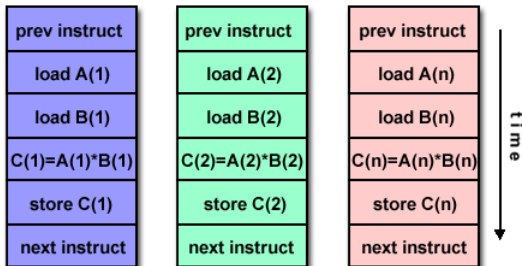 prev instruct
load A(1)
load B(1)
C(1)=A(1)*B(1)
store C(1)
next instruct
prev instruct
load A(2)
load B(2)
C(2)=A(2)*B(2)
store C(2)
next instruct
prev instruct
load A(n)
load B(n)
C(n)=A(n)*B(n)
store C(n)
next instruct
time